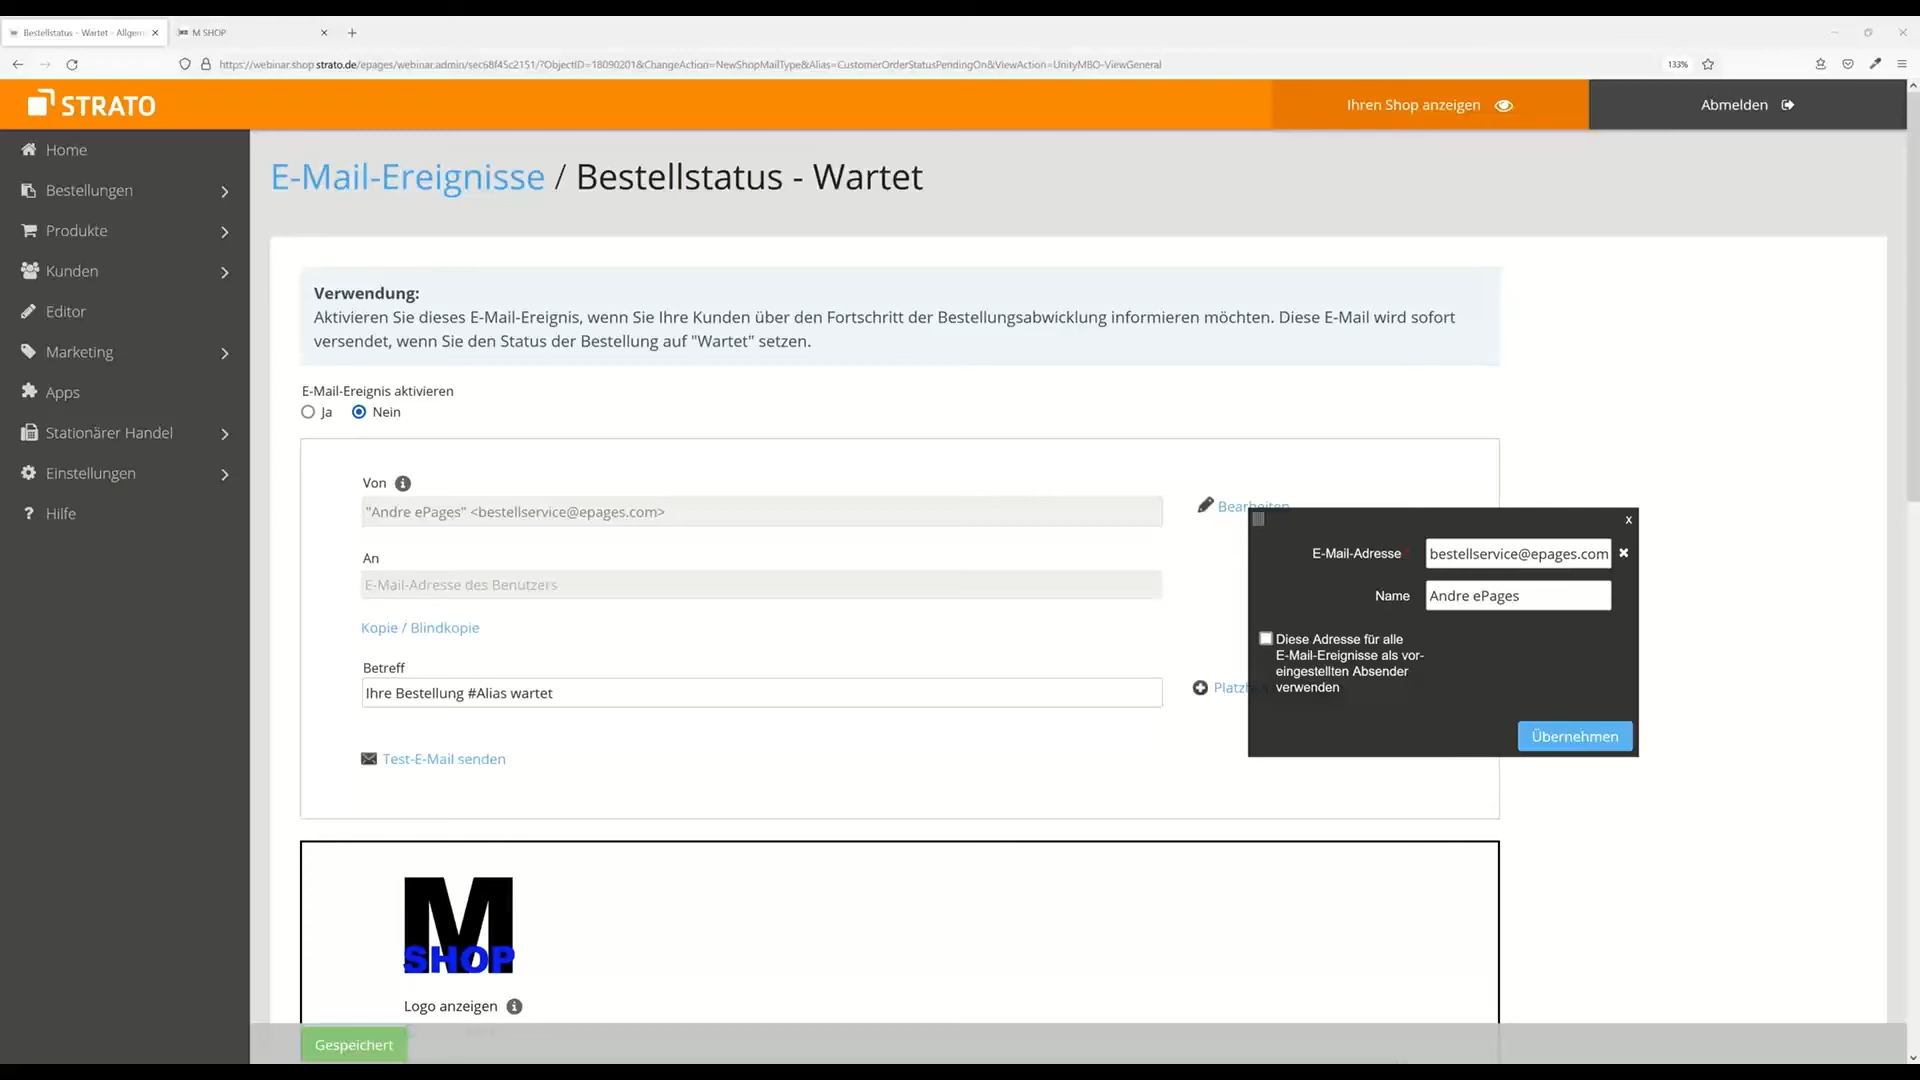 Bestellstatus - Wartet - Allgem
M SHOP
https://webinar.shop.strato.de/epages/webinar.admin/sec68f45c2151/?ObjectID=18090201&ChangeAction=NewShopMailType&Alias=CustomerOrderStatusPendingOn&ViewAction=UnityMBO-ViewGeneral
133%
STRATO
Ihren Shop anzeigen
Abmelden
Home
Bestellungen
Produkte
Kunden
Editor
Marketing
Apps
Stationärer Handel
Einstellungen
Hilfe
E-Mail-Ereignisse / Bestellstatus - Wartet
Verwendung:
Aktivieren Sie dieses E-Mail-Ereignis, wenn Sie Ihre Kunden über den Fortschritt der Bestellungsabwicklung informieren möchten. Diese E-Mail wird sofort
versendet, wenn Sie den Status der Bestellung auf "Wartet" setzen.
E-Mail-Ereignis aktivieren
Ja Nein
Von
"Andre ePages" <bestellservice@epages.com>
Bearbeiten
An
E-Mail-Adresse des Benutzers
Kopie / Blindkopie
Betreff
Ihre Bestellung #Alias wartet
Test-E-Mail senden
x
E-Mail-Adresse * bestellservice@epages.com
Name Andre ePages
Diese Adresse für alle
E-Mail-Ereignisse als vor-
eingestellten Absender
verwenden
Übernehmen
M
SHOP
Logo anzeigen
Gespeichert